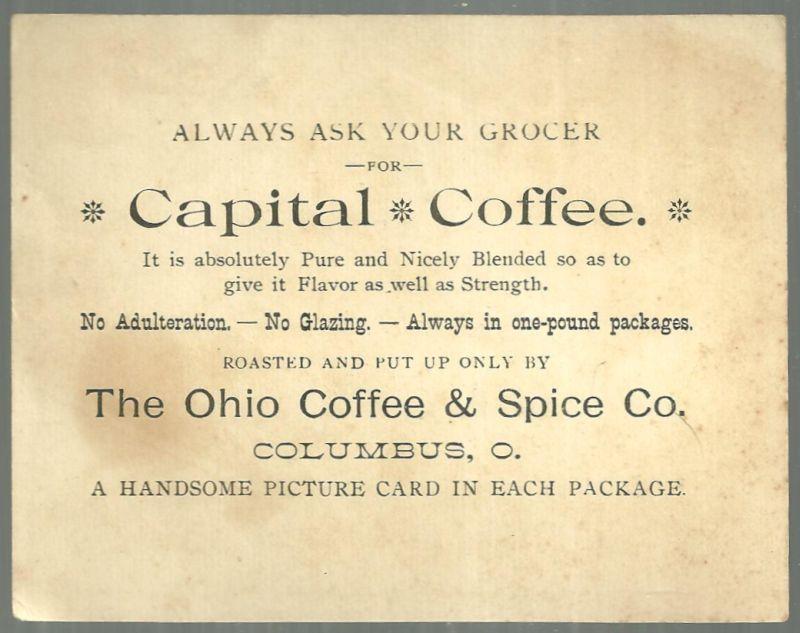 ALWAYS ASK YOUR GROCER
—FOR—
Capital Coffee.
It is absolutely Pure and Nicely Blended so as to
give it Flavor as well as Strength.
No Adulteration. — No Glazing. — Always in one-pound packages.
ROASTED AND PUT UP ONLY BY
The Ohio Coffee & Spice Co.
COLUMBUS, O.
A HANDSOME PICTURE CARD IN EACH PACKAGE.